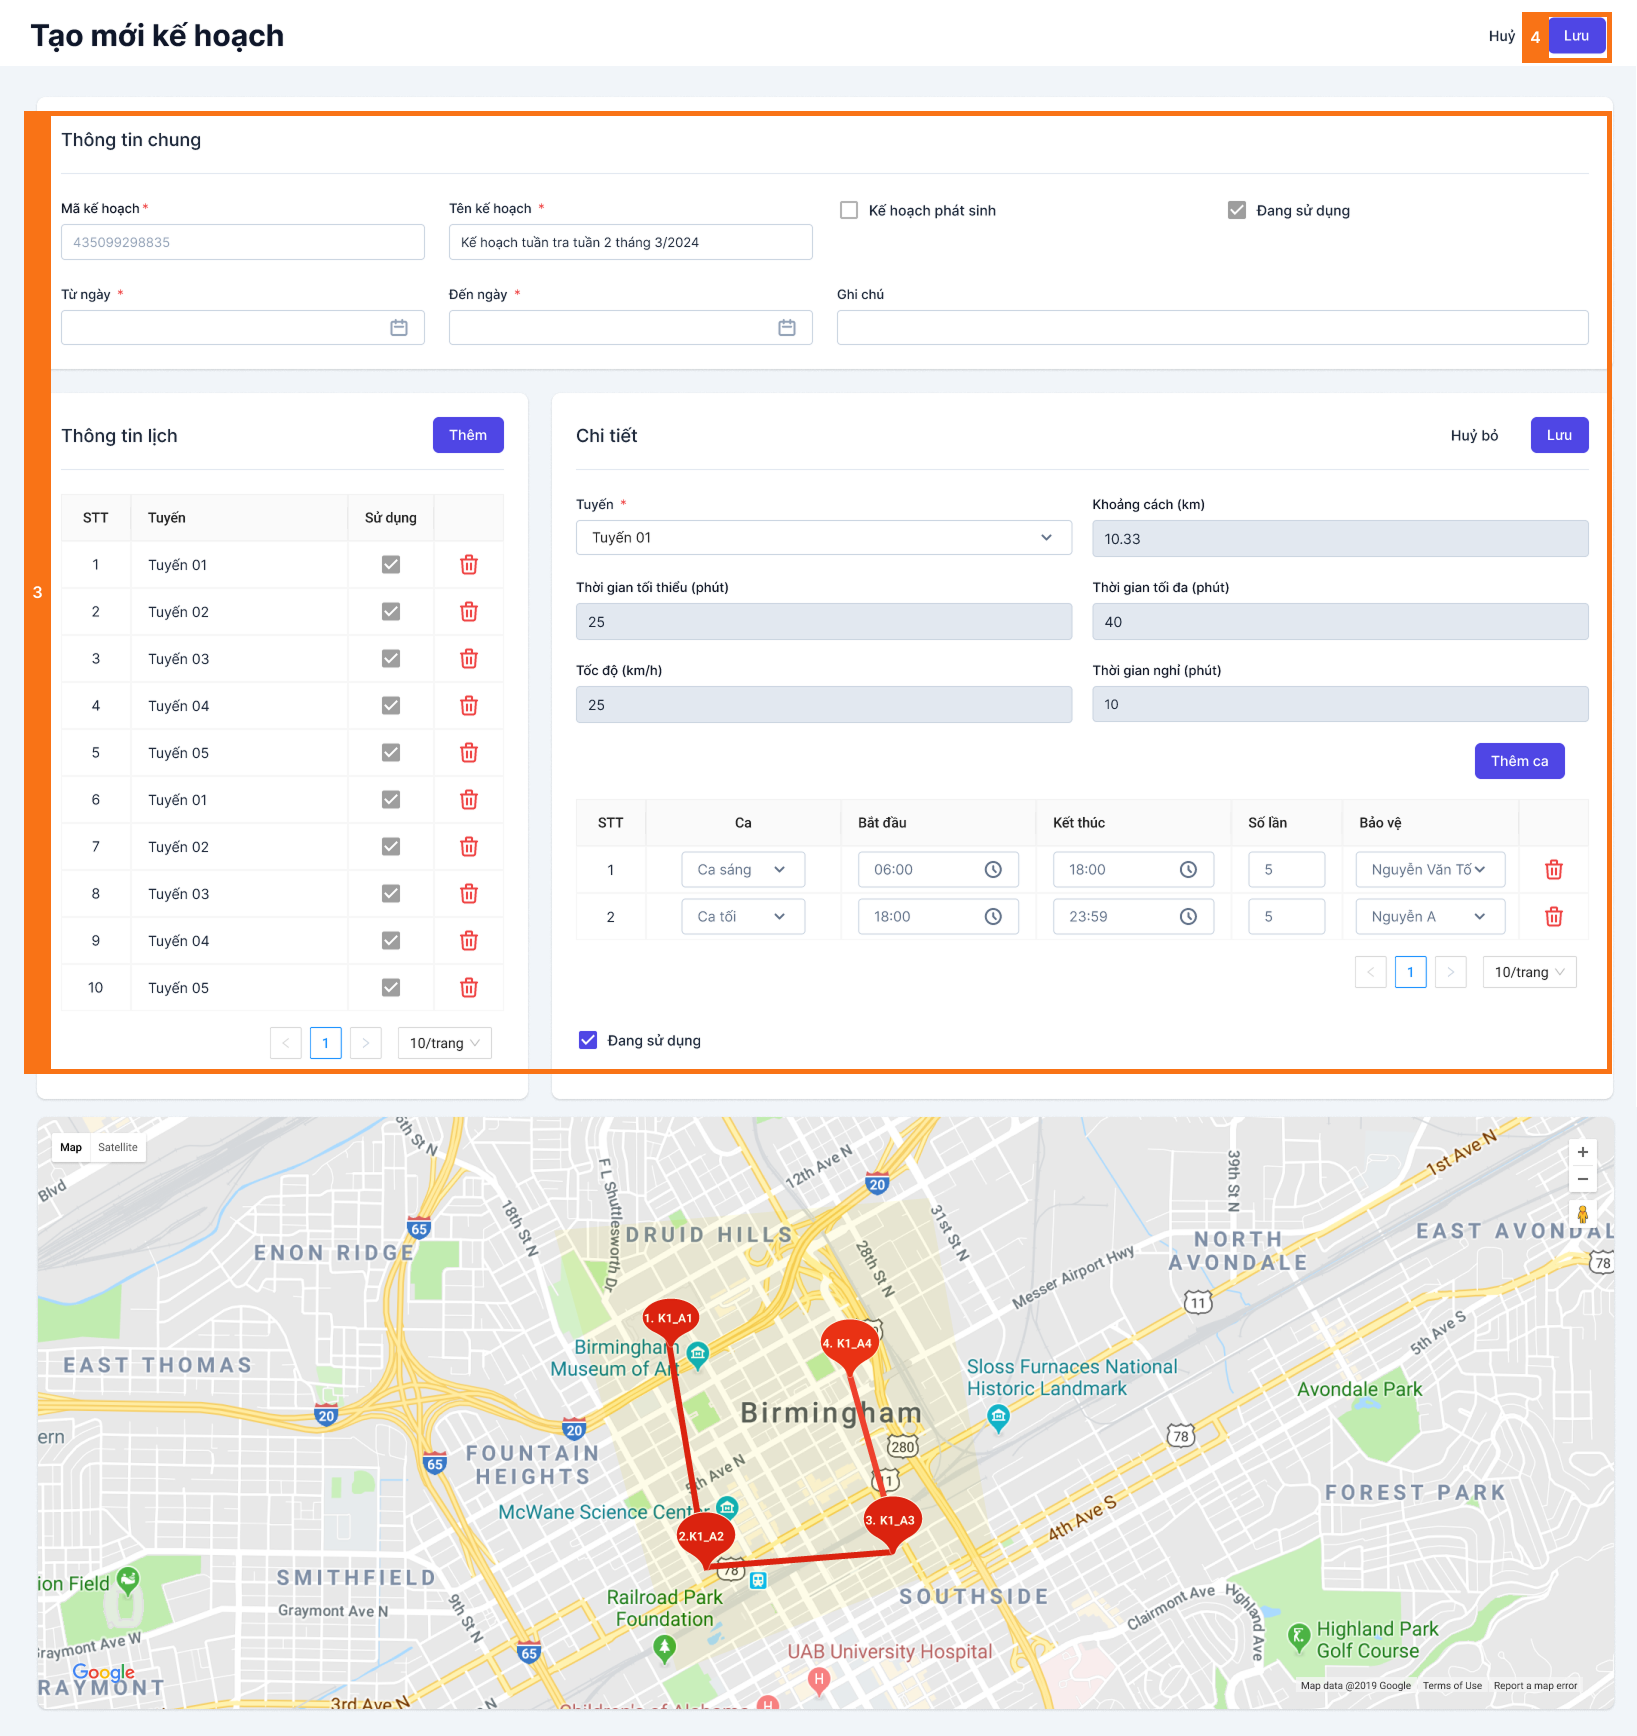 Tạo mới kế hoạch
Huỷ
4
Lưu
3
Thông tin chung
Mã kế hoạch *
Tên kế hoạch *
Kế hoạch phát sinh
Đang sử dụng
435099298835
Kế hoạch tuần tra tuần 2 tháng 3/2024
Từ ngày *
Đến ngày *
Ghi chú
Thông tin lịch
Thêm
STT Tuyến Sử dụng
1 Tuyến 01
2 Tuyến 02
3 Tuyến 03
4 Tuyến 04
5 Tuyến 05
6 Tuyến 01
7 Tuyến 02
8 Tuyến 03
9 Tuyến 04
10 Tuyến 05
< 1 > 10/trang
Chi tiết
Huỷ bỏ
Lưu
Tuyến *
Khoảng cách (km)
Tuyến 01
10.33
Thời gian tối thiểu (phút)
Thời gian tối đa (phút)
25
40
Tốc độ (km/h)
Thời gian nghỉ (phút)
25
10
Thêm ca
STT Ca Bắt đầu Kết thúc Số lần Bảo vệ
1 Ca sáng 06:00 18:00 5 Nguyễn Văn Tố
2 Ca tối 18:00 23:59 5 Nguyễn A
< 1 > 10/trang
Đang sử dụng
Map Satellite
+
−
8th St N
Blvd
18th St N
F L Shuttlesworth Dr
12th Ave N
20
31st St N
39th St N
1st Ave N
65
ENON RIDGE
DRUID HILLS
28th St N
NORTH
AVONDALE
EAST AVONDAL
78
Messer Airport Hwy
11
5th Ave S
1. K1_A1
4. K1_A4
Birmingham
Museum of Art
EAST THOMAS
Sloss Furnaces National
Historic Landmark
Avondale Park
Birmingham
20
20
ern
280
78
65
FOUNTAIN
HEIGHTS
5th Ave N
11
FOREST PARK
McWane Science Center
2.K1_A2
3. K1_A3
4th Ave S
78
ion Field
SMITHFIELD
Railroad Park
Foundation
SOUTHSIDE
Graymont Ave N
9th St N
Clairmont Ave
Highland Ave
Highland Park
Golf Course
raymont Ave W
65
UAB University Hospital
H
Google
RAYMONT
3rd Ave N
Children's of Alabama
H
Map data @2019 Google Terms of Use Report a map error